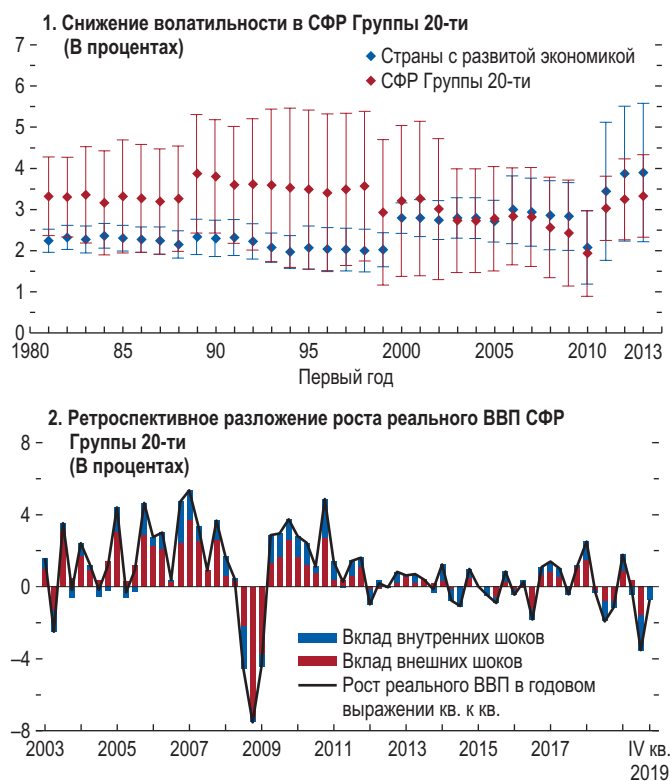 1. Снижение волатильности в СФР Группы 20-ти
(В процентах)
7
6
5
4
3
2
1
0
Страны с развитой экономикой
СФР Группы 20-ти
1980 85 90 95 2000 2005 2010 2013
Первый год
2. Ретроспективное разложение роста реального ВВП СФР
Группы 20-ти
(В процентах)
8
4
0
–4
–8
Вклад внутренних шоков
Вклад внешних шоков
Рост реального ВВП в годовом
выражении кв. к кв.
2003 2005 2007 2009 2011 2013 2015 2017 IV кв.
2019